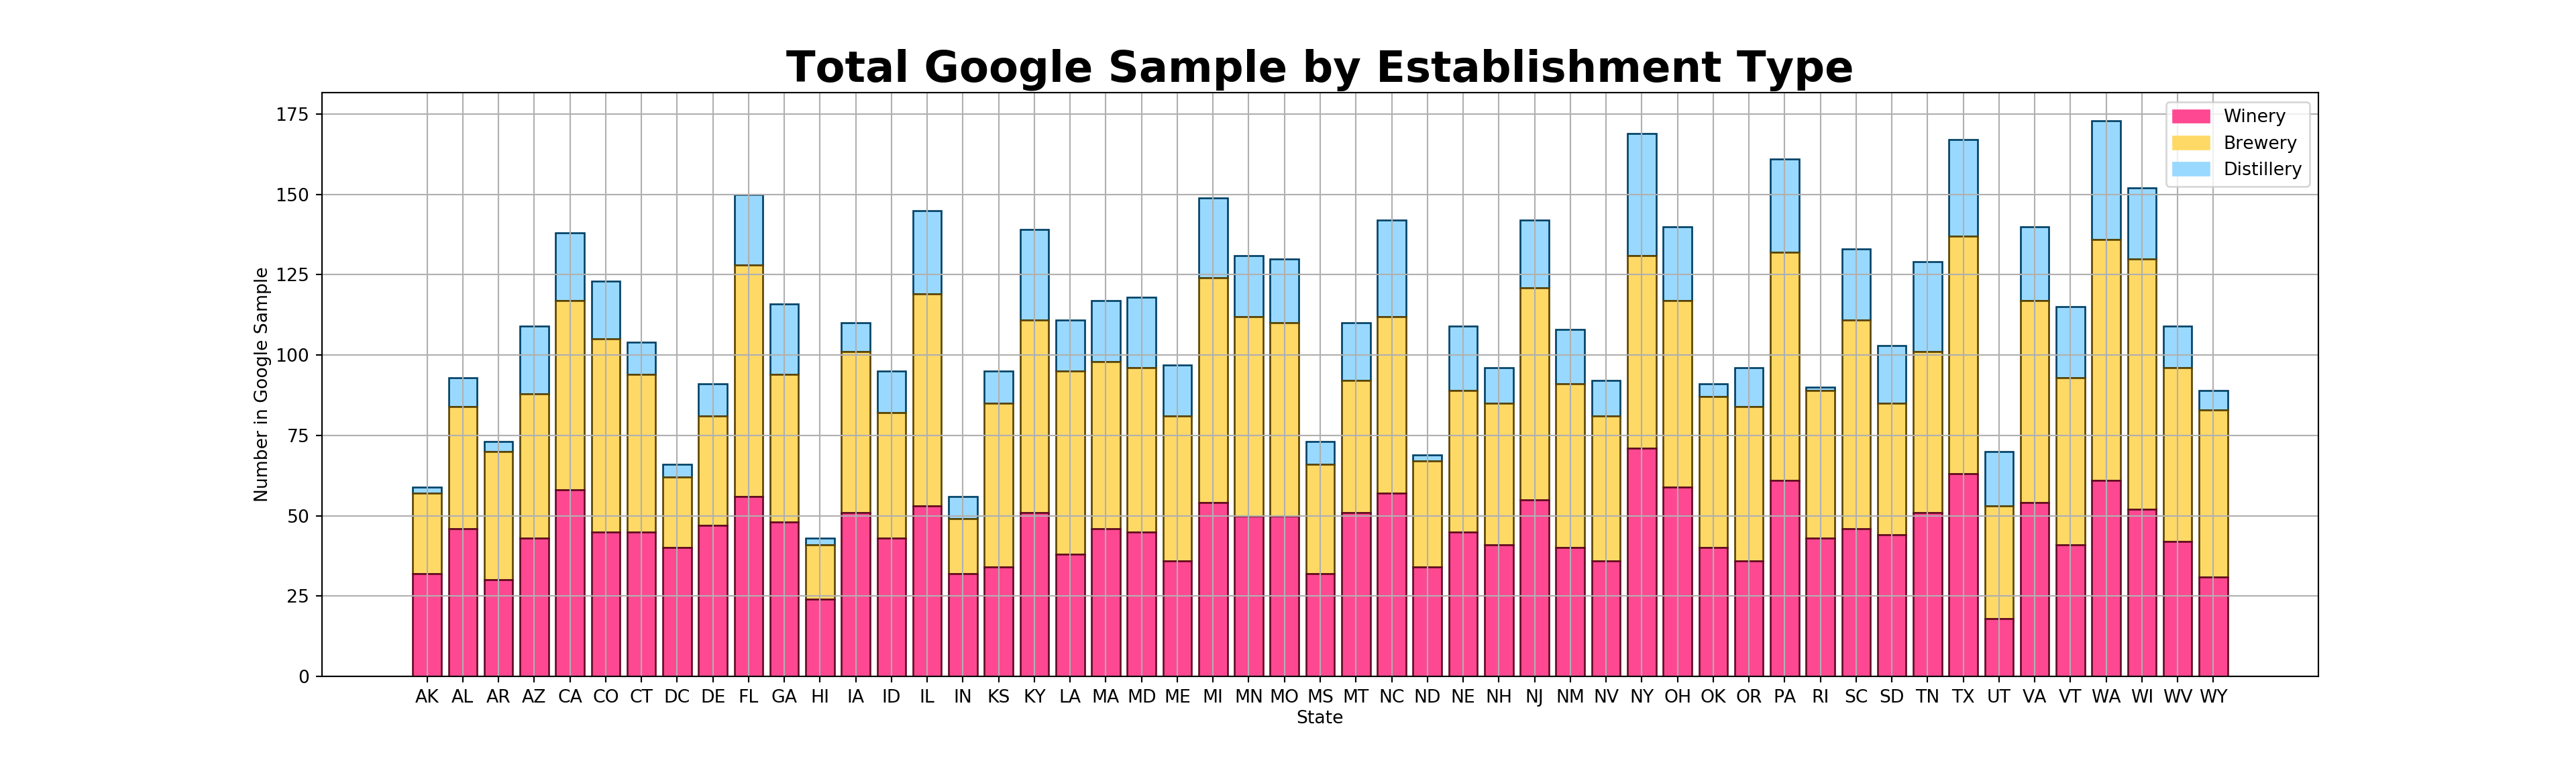 Total Google Sample by Establishment Type
Number in Google Sample
175
150
125
100
75
50
25
0
Winery
Brewery
Distillery
AK AL AR AZ CA CO CT DC DE FL GA HI IA ID IL IN KS KY LA MA MD ME MI MN MO MS MT NC ND NE NH NJ NM NV NY OH OK OR PA RI SC SD TN TX UT VA VT WA WI WV WY
State